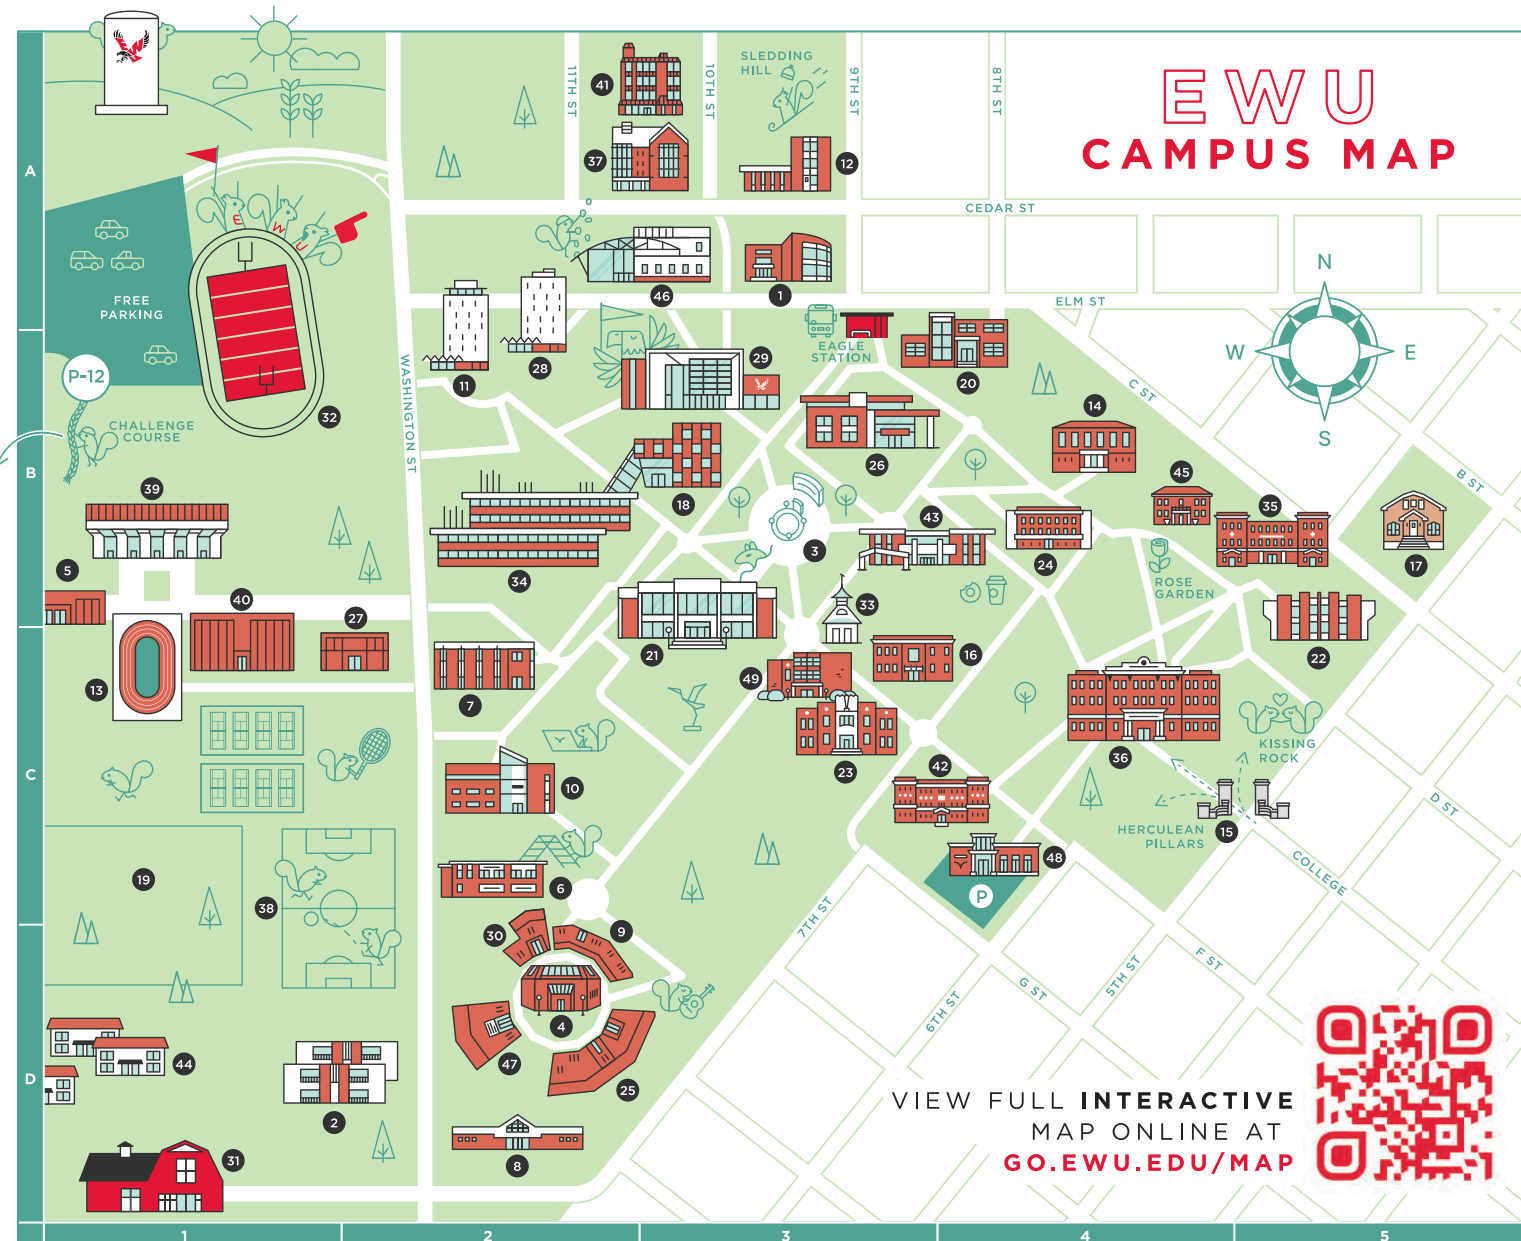 EWU
CAMPUS MAP
A
B
C
D
1
2
3
4
5
11TH ST
10TH ST
9TH ST
8TH ST
SLEDDING
HILL
41
37
12
CEDAR ST
E
W
U
46
1
ELM ST
FREE
PARKING
P-12
CHALLENGE
COURSE
32
WASHINGTON ST
11
28
29
EAGLE
STATION
20
N
W
E
S
C ST
14
26
B ST
39
18
45
35
43
3
24
17
5
34
ROSE
GARDEN
40
27
33
21
16
22
13
7
49
KISSING
ROCK
36
23
42
10
D ST
HERCULEAN
PILLARS
15
COLLEGE
48
P
19
6
38
30
9
7TH ST
F ST
5TH ST
G ST
6TH ST
4
44
47
25
2
31
8
VIEW FULL INTERACTIVE
MAP ONLINE AT
GO.EWU.EDU/MAP